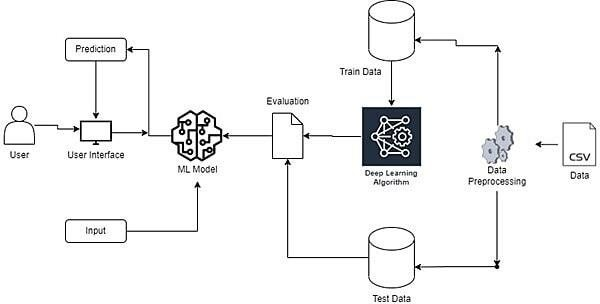 Prediction
Train Data
Evaluation
User
User Interface
ML Model
Deep Learning
Algorithm
Data
Preprocessing
CSV
Data
Input
Test Data